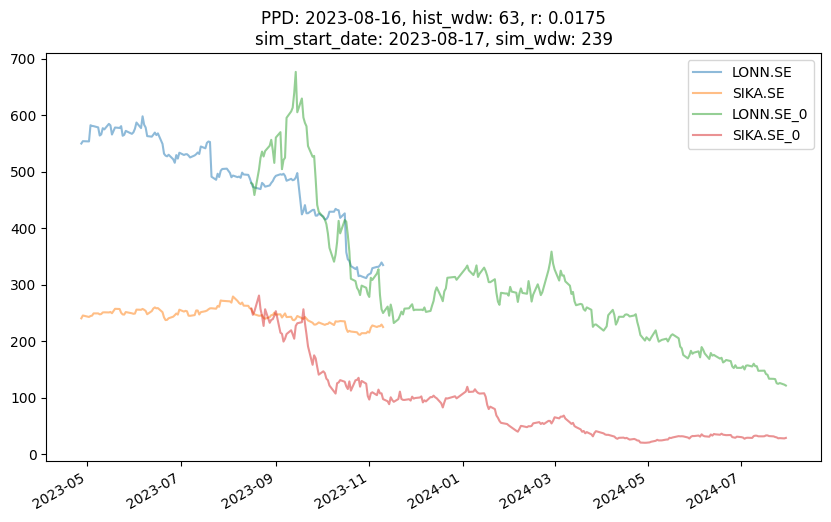 PPD: 2023-08-16, hist_wdw: 63, r: 0.0175
sim_start_date: 2023-08-17, sim_wdw: 239
700
600
500
400
300
200
100
0
LONN.SE
SIKA.SE
LONN.SE_0
SIKA.SE_0
2023-05
2023-07
2023-09
2023-11
2024-01
2024-03
2024-05
2024-07